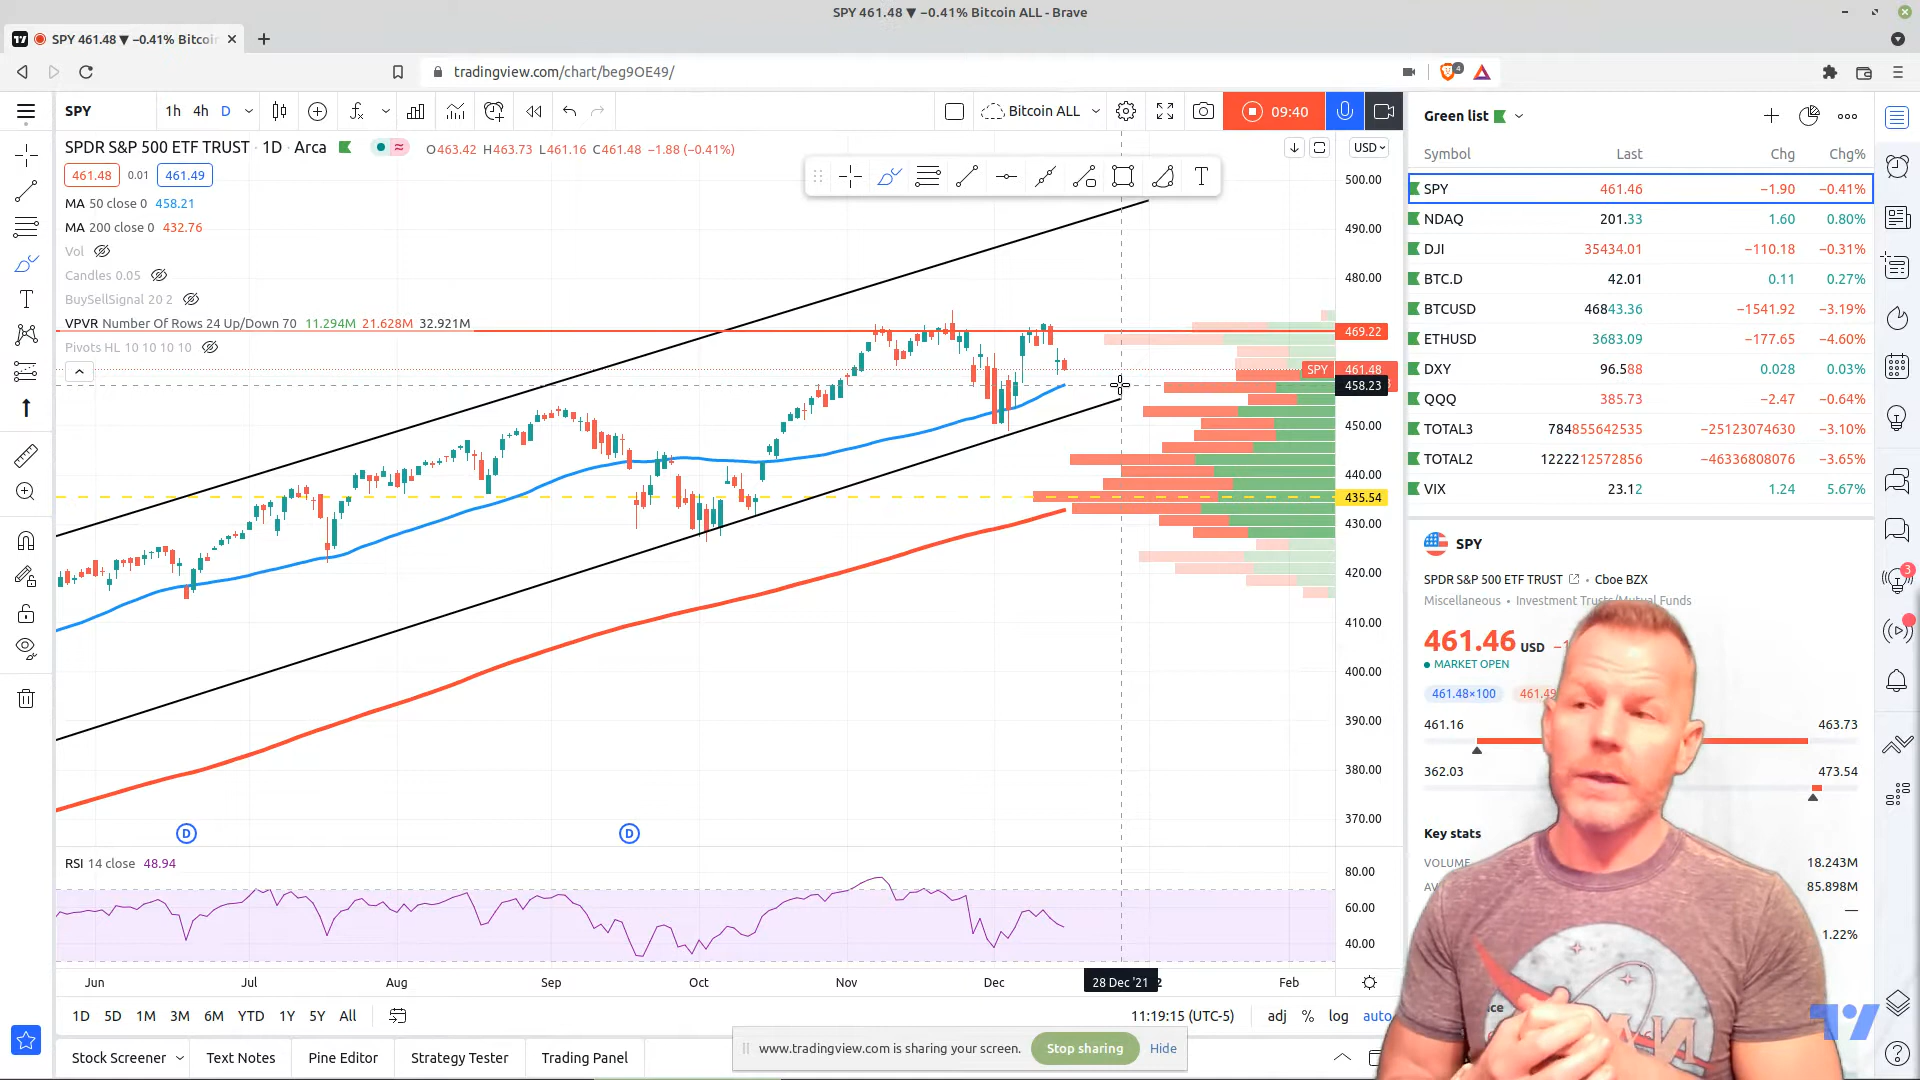 SPY 461.48 ▼ −0.41% Bitcoin ALL - Brave
SPY 461.48 ▼ −0.41% Bitcoi
tradingview.com/chart/beg9OE49/
4
SPY
1h 4h D
Bitcoin ALL
09:40
SPDR S&P 500 ETF TRUST · 1D · Arca
O463.42 H463.73 L461.16 C461.48 −1.88 (−0.41%)
461.48 0.01 461.49
MA 50 close 0 458.21
MA 200 close 0 432.76
Vol
Candles 0.05
BuySellSignal 20 2
VPVR Number Of Rows 24 Up/Down 70 11.294M 21.628M 32.921M
Pivots HL 10 10 10 10
T
USD
500.00
490.00
480.00
469.22
SPY 461.48
458.23
450.00
440.00
435.54
430.00
420.00
410.00
400.00
390.00
380.00
370.00
D
D
RSI 14 close 48.94
80.00
60.00
40.00
Jun Jul Aug Sep Oct Nov Dec 28 Dec '21 2 Feb
1D 5D 1M 3M 6M YTD 1Y 5Y All
11:19:15 (UTC-5) adj % log auto
Stock Screener Text Notes Pine Editor Strategy Tester Trading Panel
www.tradingview.com is sharing your screen. Stop sharing Hide
Green list
Symbol Last Chg Chg%
SPY 461.46 −1.90 −0.41%
NDAQ 201.33 1.60 0.80%
DJI 35434.01 −110.18 −0.31%
BTC.D 42.01 0.11 0.27%
BTCUSD 46843.36 −1541.92 −3.19%
ETHUSD 3683.09 −177.65 −4.60%
DXY 96.588 0.028 0.03%
QQQ 385.73 −2.47 −0.64%
TOTAL3 784855642535 −25123074630 −3.10%
TOTAL2 1222212572856 −46336808076 −3.65%
VIX 23.12 1.24 5.67%
SPY
SPDR S&P 500 ETF TRUST • Cboe BZX
Miscellaneous • Investment Trusts/Mutual Funds
461.46 USD −1
MARKET OPEN
461.48×100 461.49
461.16 463.73
362.03 473.54
Key stats
VOLUME 18.243M
AV 85.898M
—
1.22%
3